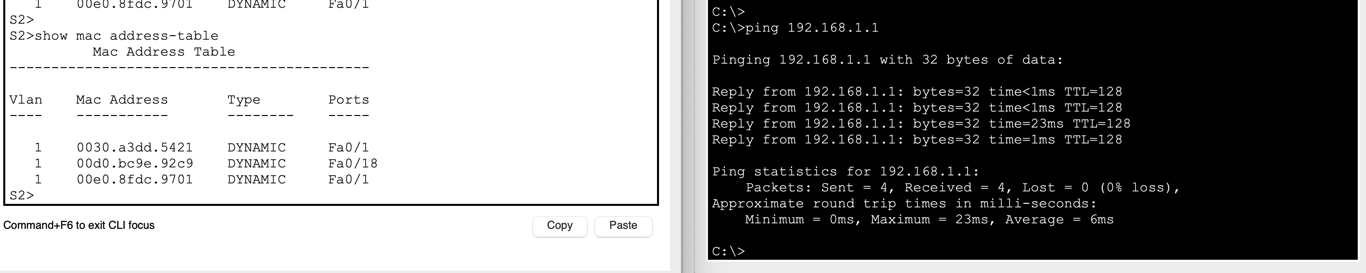 1    00e0.8fdc.9701    DYNAMIC    Fa0/1
S2>
S2>show mac address-table
Mac Address Table
-------------------------------------------
Vlan    Mac Address    Type    Ports
----    -----------    --------    -----
1    0030.a3dd.5421    DYNAMIC    Fa0/1
1    00d0.bc9e.92c9    DYNAMIC    Fa0/18
1    00e0.8fdc.9701    DYNAMIC    Fa0/1
S2>
Command+F6 to exit CLI focus
Copy
Paste
C:\>
C:\>ping 192.168.1.1
Pinging 192.168.1.1 with 32 bytes of data:
Reply from 192.168.1.1: bytes=32 time<1ms TTL=128
Reply from 192.168.1.1: bytes=32 time<1ms TTL=128
Reply from 192.168.1.1: bytes=32 time=23ms TTL=128
Reply from 192.168.1.1: bytes=32 time=1ms TTL=128
Ping statistics for 192.168.1.1:
Packets: Sent = 4, Received = 4, Lost = 0 (0% loss),
Approximate round trip times in milli-seconds:
Minimum = 0ms, Maximum = 23ms, Average = 6ms
C:\>